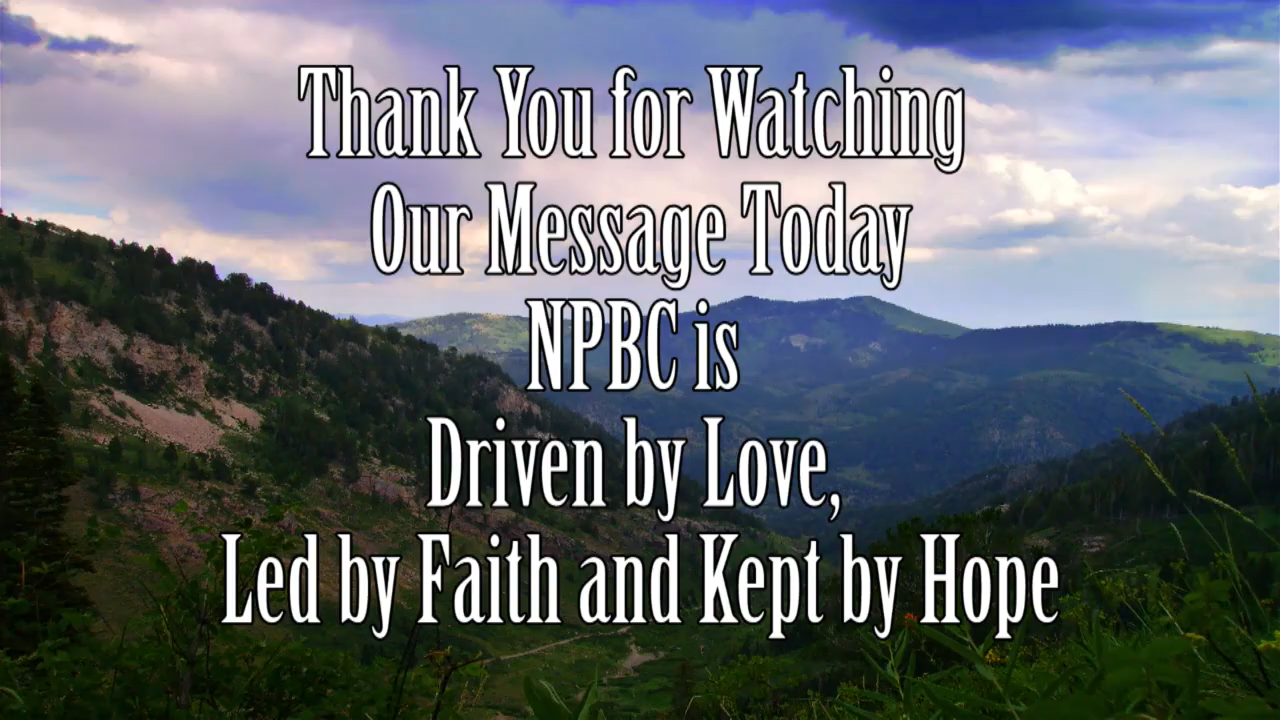 Thank You for Watching
Our Message Today
NPBC is
Driven by Love,
Led by Faith and Kept by Hope